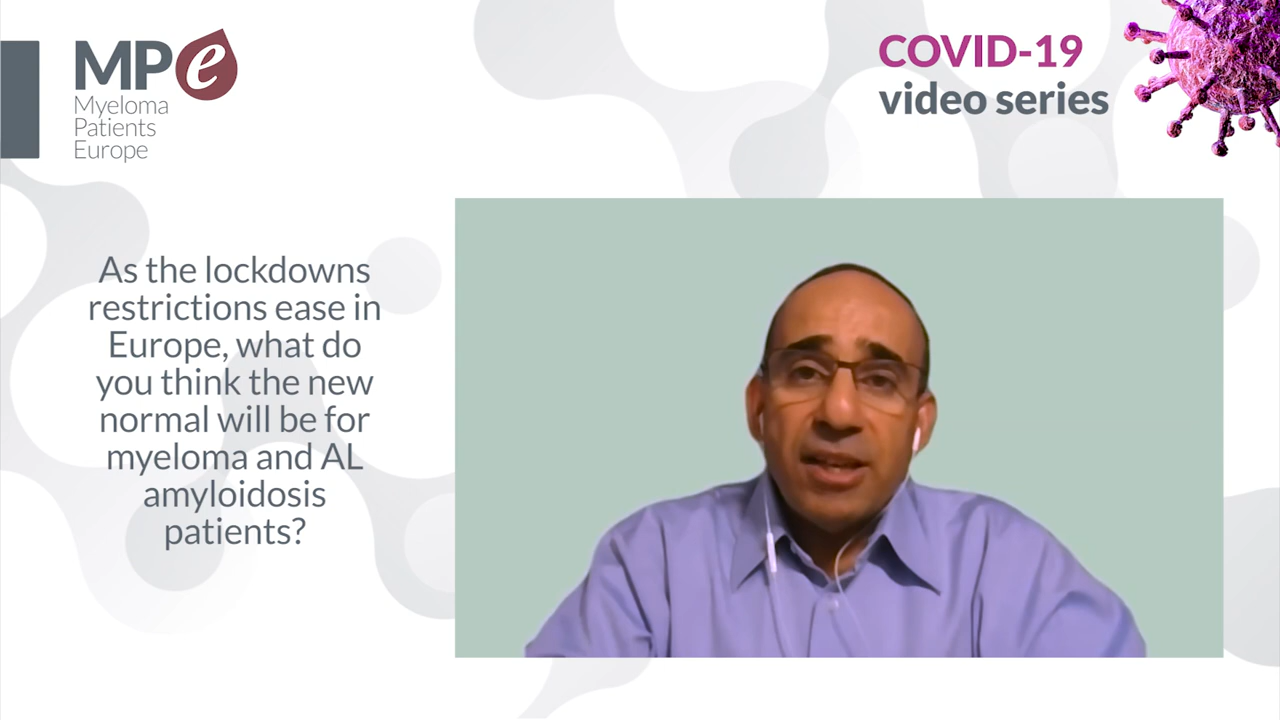 MPe
Myeloma
Patients
Europe
COVID-19
video series
As the lockdowns
restrictions ease in
Europe, what do
you think the new
normal will be for
myeloma and AL
amyloidosis
patients?